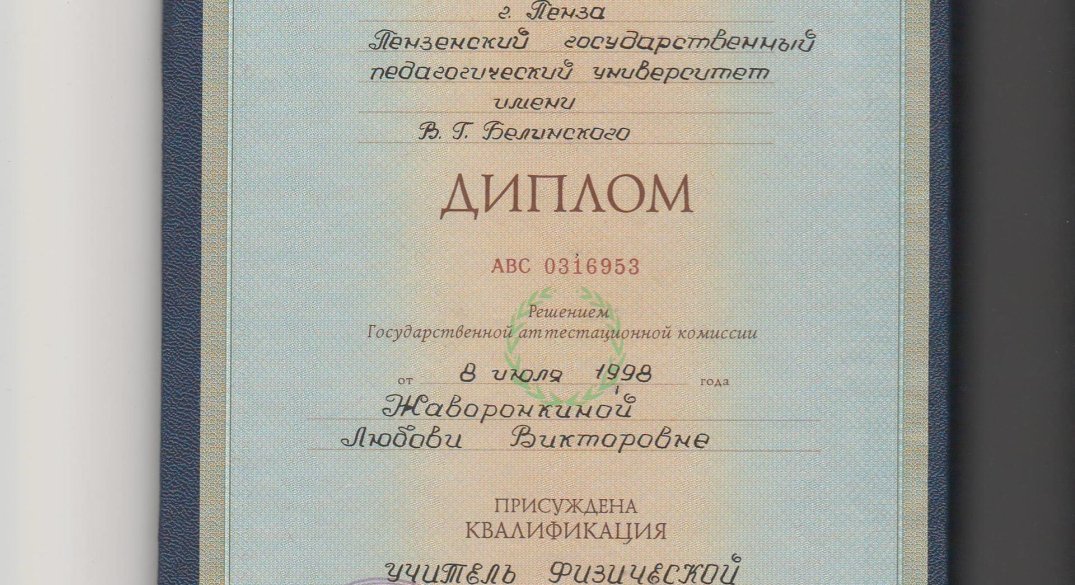 г. Пенза
Пензенский государственный
педагогический университет
имени
В. Г. Белинского
ДИПЛОМ
АВС 0316953
Решением
Государственной аттестационной комиссии
от 8 июля 1998 года
Жаворонкиной
Любови Викторовне
ПРИСУЖДЕНА
КВАЛИФИКАЦИЯ
УЧИТЕЛЬ ФИЗИЧЕСКОЙ